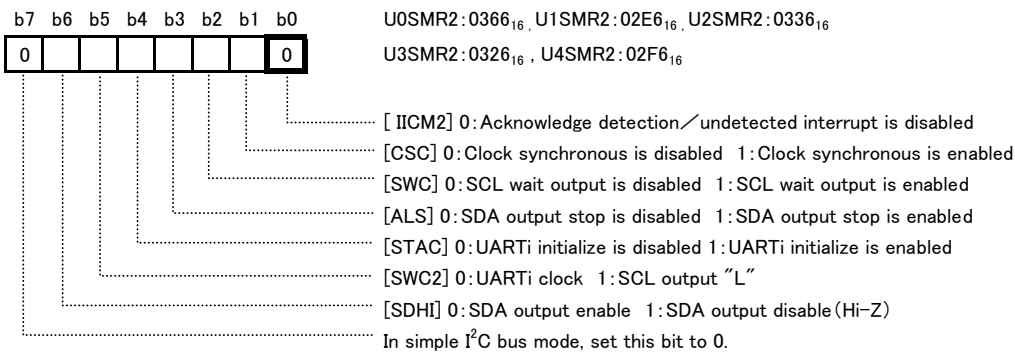 b7 b6 b5 b4 b3 b2 b1 b0 U0SMR2:0366₁₆, U1SMR2:02E6₁₆, U2SMR2:0336₁₆
0 0 U3SMR2:0326₁₆ , U4SMR2:02F6₁₆
[ IICM2] 0:Acknowledge detection/undetected interrupt is disabled
[CSC] 0:Clock synchronous is disabled 1:Clock synchronous is enabled
[SWC] 0:SCL wait output is disabled 1:SCL wait output is enabled
[ALS] 0:SDA output stop is disabled 1:SDA output stop is enabled
[STAC] 0:UARTi initialize is disabled 1:UARTi initialize is enabled
[SWC2] 0:UARTi clock 1:SCL output "L"
[SDHI] 0:SDA output enable 1:SDA output disable(Hi-Z)
In simple I²C bus mode, set this bit to 0.